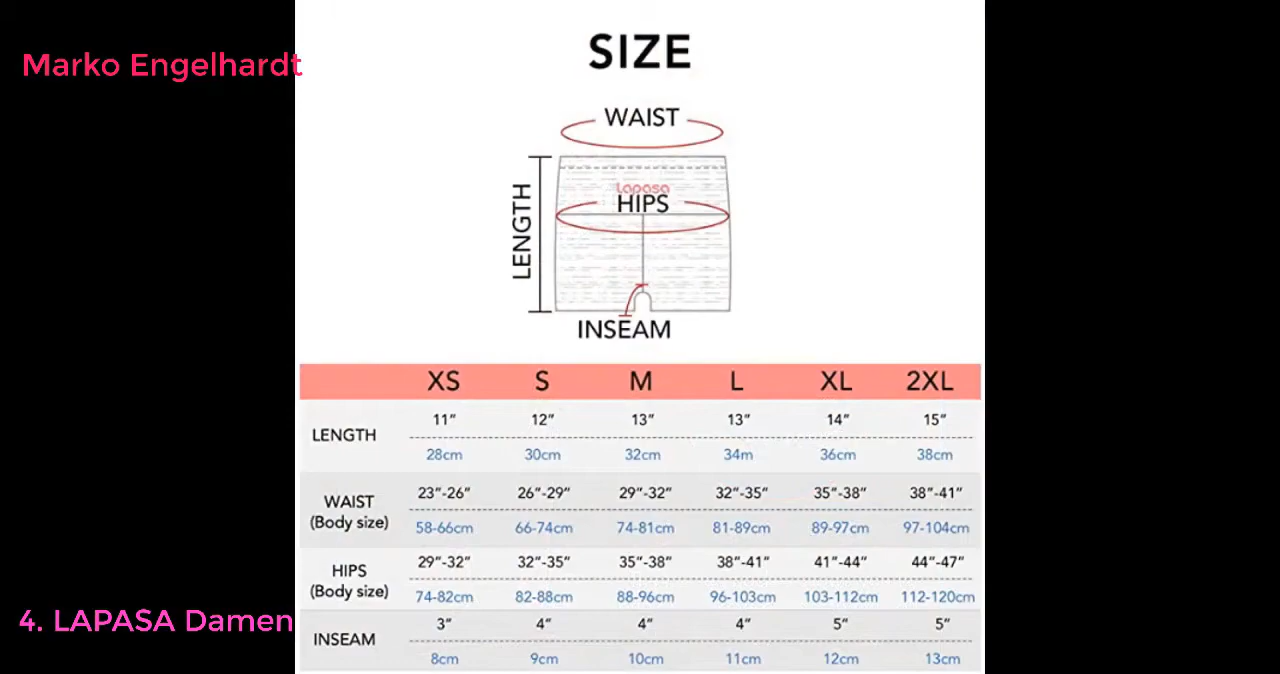 Marko Engelhardt
SIZE
WAIST
Lapasa
HIPS
LENGTH
INSEAM
XS S M L XL 2XL
LENGTH
11” 12” 13” 13” 14” 15”
28cm 30cm 32cm 34m 36cm 38cm
WAIST
(Body size)
23”-26” 26”-29” 29”-32” 32”-35” 35”-38” 38”-41”
58-66cm 66-74cm 74-81cm 81-89cm 89-97cm 97-104cm
HIPS
(Body size)
29”-32” 32”-35” 35”-38” 38”-41” 41”-44” 44”-47”
74-82cm 82-88cm 88-96cm 96-103cm 103-112cm 112-120cm
INSEAM
3” 4” 4” 4” 5” 5”
8cm 9cm 10cm 11cm 12cm 13cm
4. LAPASA Damen